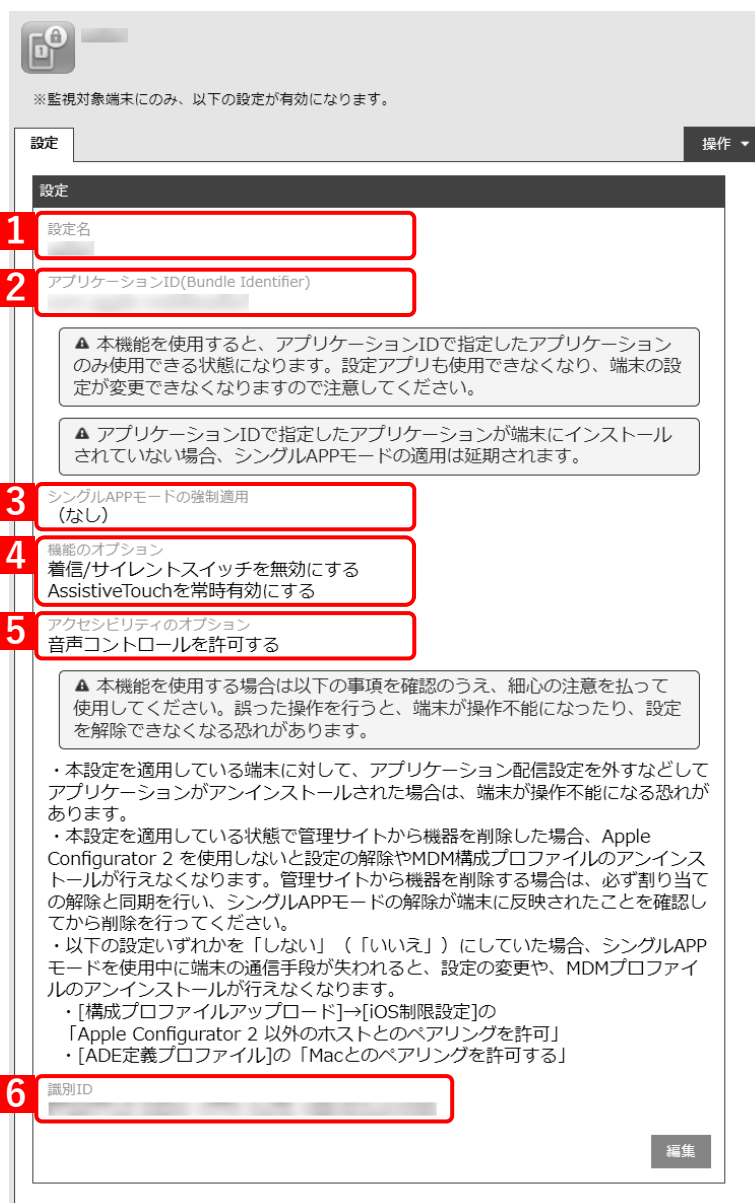 ※監視対象端末にのみ、以下の設定が有効になります。
設定
操作
設定
1
設定名
2
アプリケーションID(Bundle Identifier)
本機能を使用すると、アプリケーションIDで指定したアプリケーション
のみ使用できる状態になります。設定アプリも使用できなくなり、端末の設
定が変更できなくなりますので注意してください。
アプリケーションIDで指定したアプリケーションが端末にインストール
されていない場合、シングルAPPモードの適用は延期されます。
3
シングルAPPモードの強制適用
（なし）
4
機能のオプション
着信/サイレントスイッチを無効にする
AssistiveTouchを常時有効にする
5
アクセシビリティのオプション
音声コントロールを許可する
本機能を使用する場合は以下の事項を確認のうえ、細心の注意を払って
使用してください。誤った操作を行うと、端末が操作不能になったり、設定
を解除できなくなる恐れがあります。
・本設定を適用している端末に対して、アプリケーション配信設定を外すなどして
アプリケーションがアンインストールされた場合は、端末が操作不能になる恐れが
あります。
・本設定を適用している状態で管理サイトから機器を削除した場合、Apple
Configurator 2 を使用しないと設定の解除やMDM構成プロファイルのアンインス
トールが行えなくなります。管理サイトから機器を削除する場合は、必ず割り当て
の解除と同期を行い、シングルAPPモードの解除が端末に反映されたことを確認し
てから削除を行ってください。
・以下の設定いずれかを「しない」（「いいえ」）にしていた場合、シングルAPP
モードを使用中に端末の通信手段が失われると、設定の変更や、MDMプロファイ
ルのアンインストールが行えなくなります。
・[構成プロファイルアップロード]→[iOS制限設定]の
「Apple Configurator 2 以外のホストとのペアリングを許可」
・[ADE定義プロファイル]の「Macとのペアリングを許可する」
6
識別ID
編集